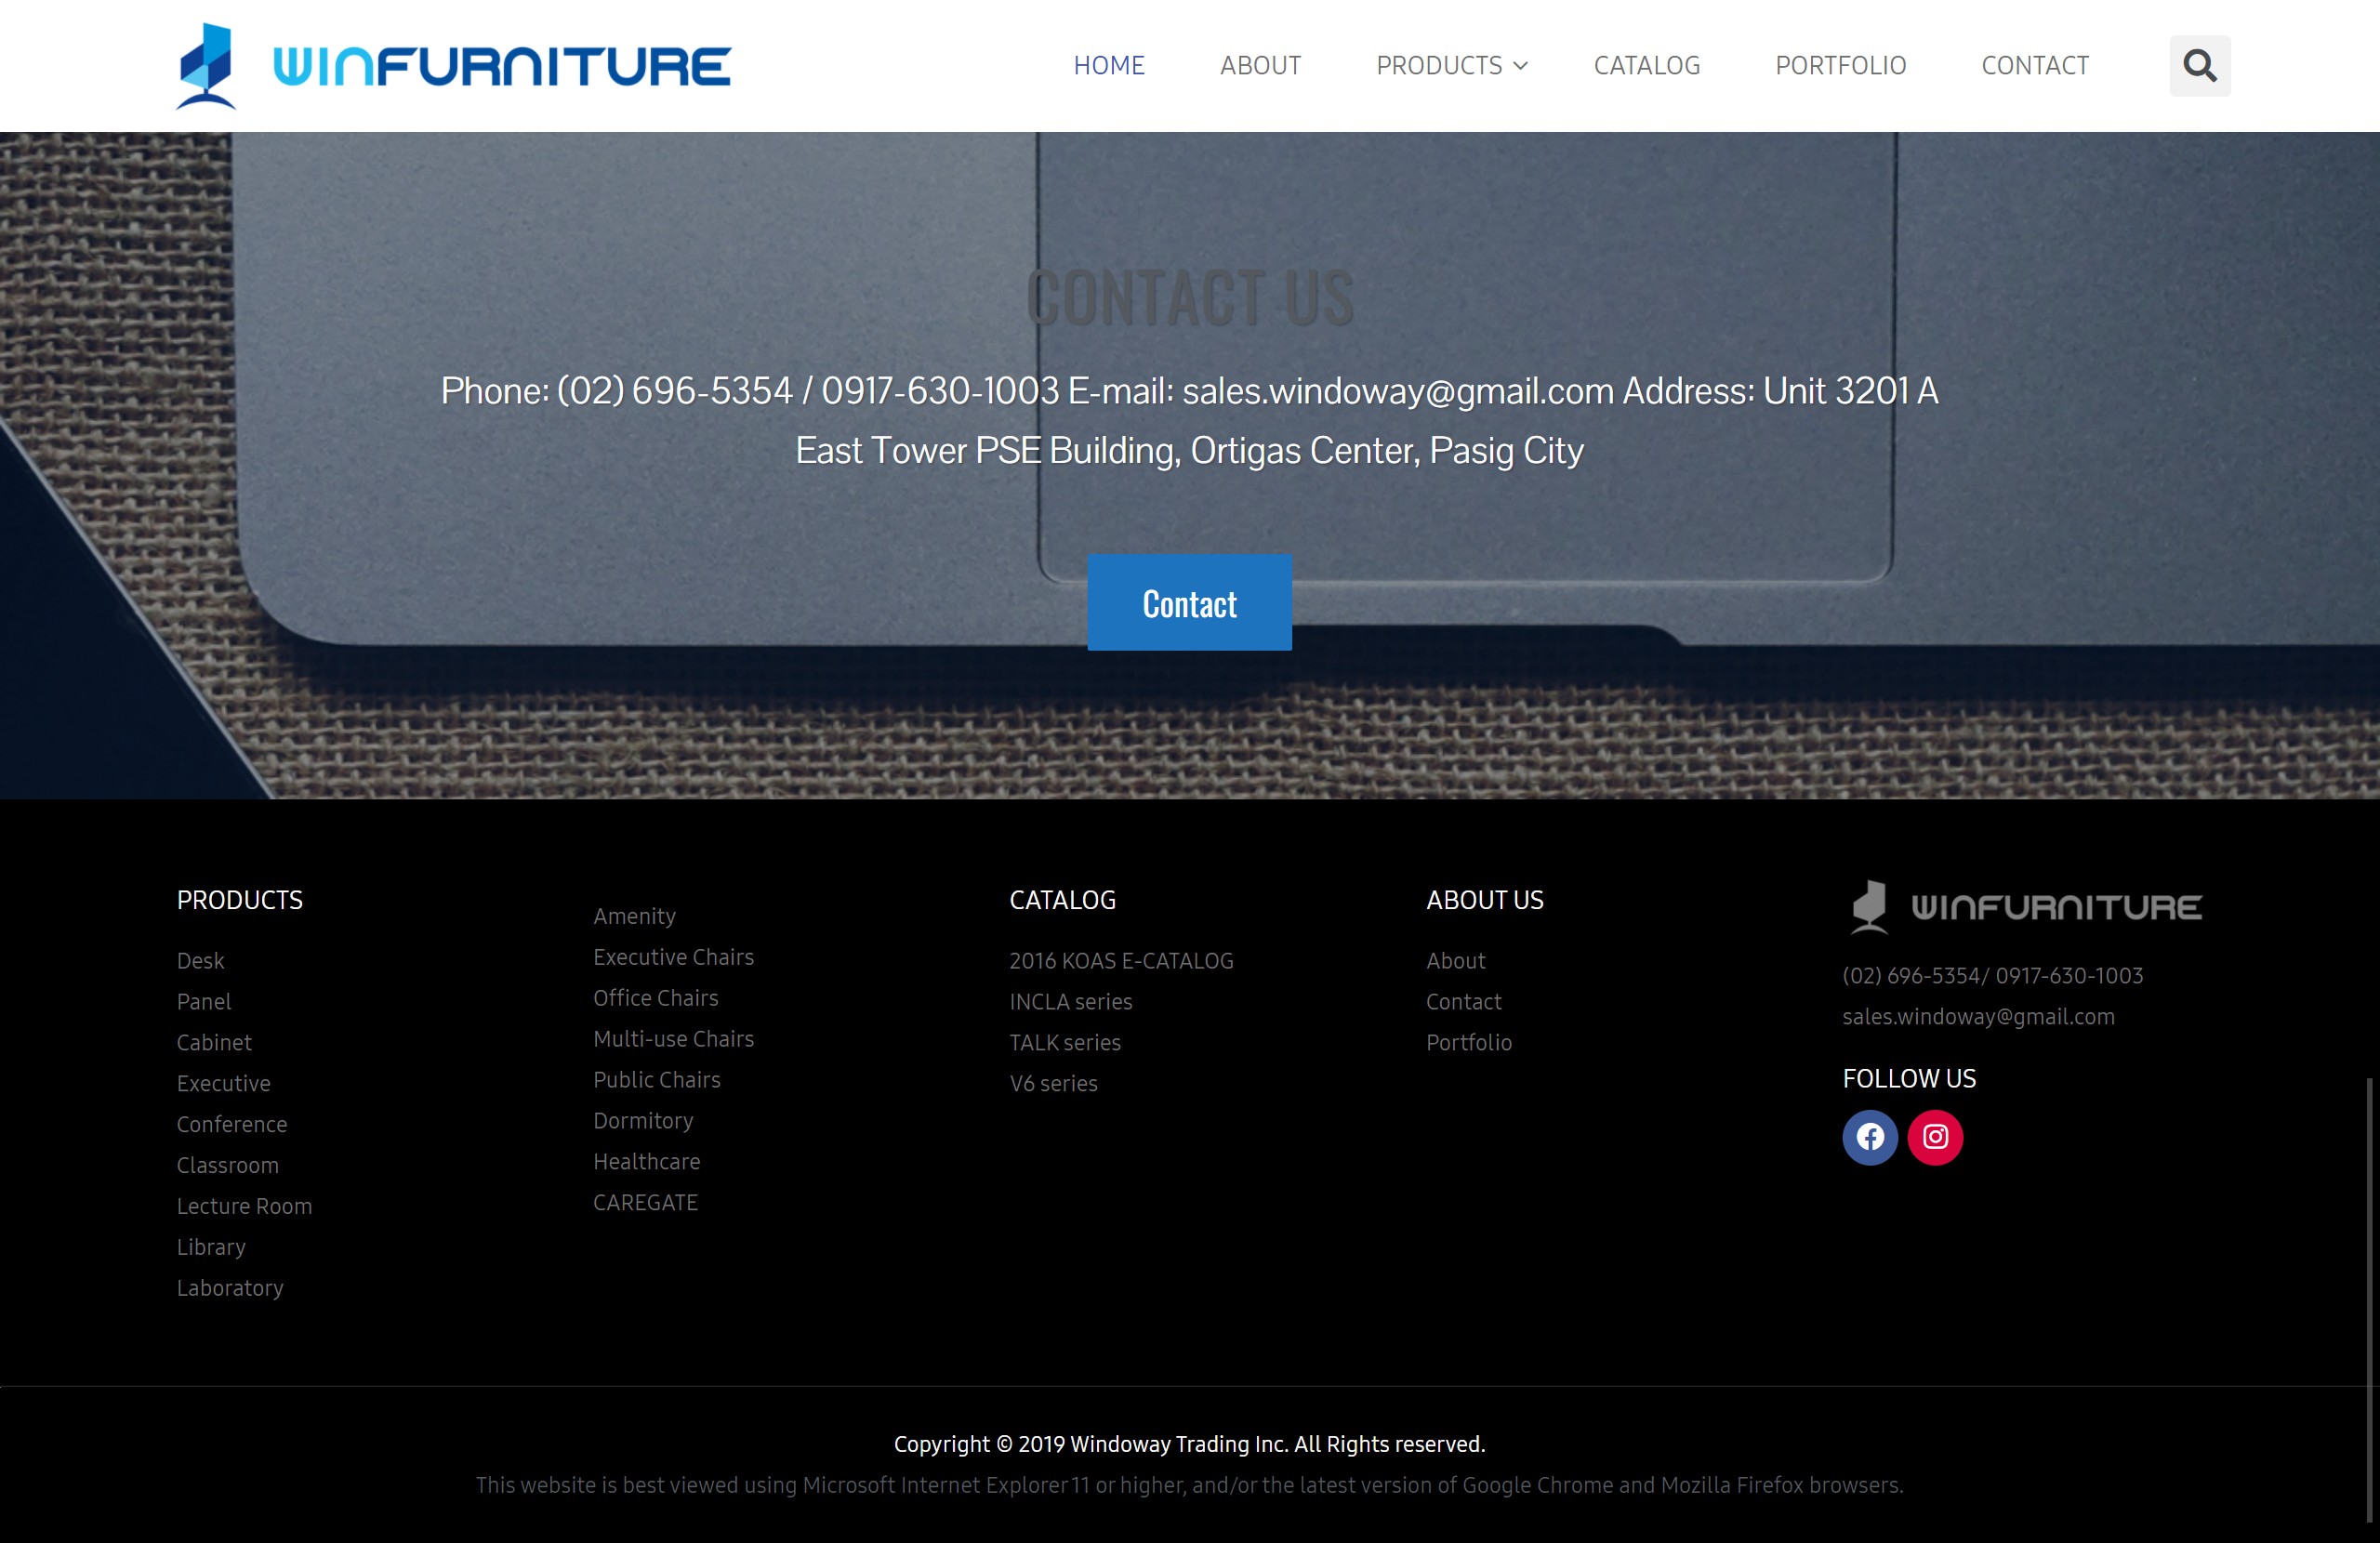 WINFURNITURE
HOME
ABOUT
PRODUCTS
CATALOG
PORTFOLIO
CONTACT
CONTACT US
Phone: (02) 696-5354 / 0917-630-1003 E-mail: sales.windoway@gmail.com Address: Unit 3201 A
East Tower PSE Building, Ortigas Center, Pasig City
Contact
PRODUCTS
Desk
Panel
Cabinet
Executive
Conference
Classroom
Lecture Room
Library
Laboratory
Amenity
Executive Chairs
Office Chairs
Multi-use Chairs
Public Chairs
Dormitory
Healthcare
CAREGATE
CATALOG
2016 KOAS E-CATALOG
INCLA series
TALK series
V6 series
ABOUT US
About
Contact
Portfolio
WINFURNITURE
(02) 696-5354/ 0917-630-1003
sales.windoway@gmail.com
FOLLOW US
Copyright © 2019 Windoway Trading Inc. All Rights reserved.
This website is best viewed using Microsoft Internet Explorer 11 or higher, and/or the latest version of Google Chrome and Mozilla Firefox browsers.